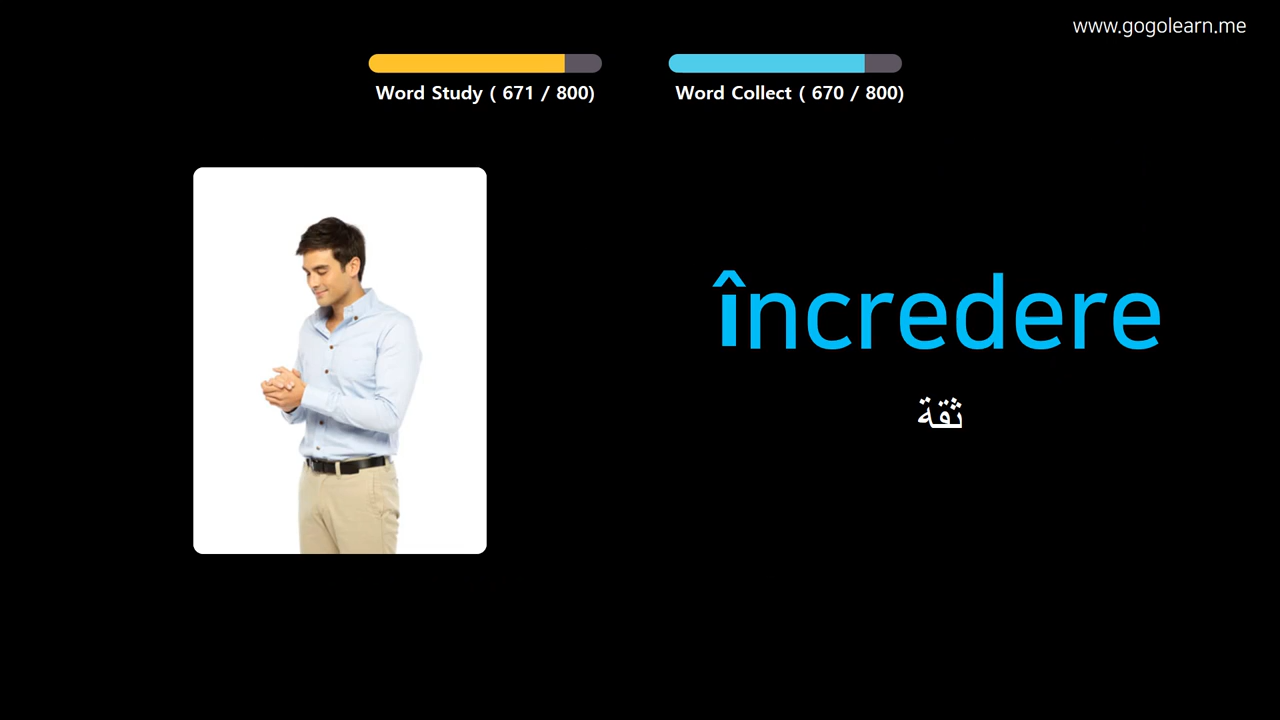 www.gogolearn.me
Word Study ( 671 / 800)
Word Collect ( 670 / 800)
încredere
ثقة